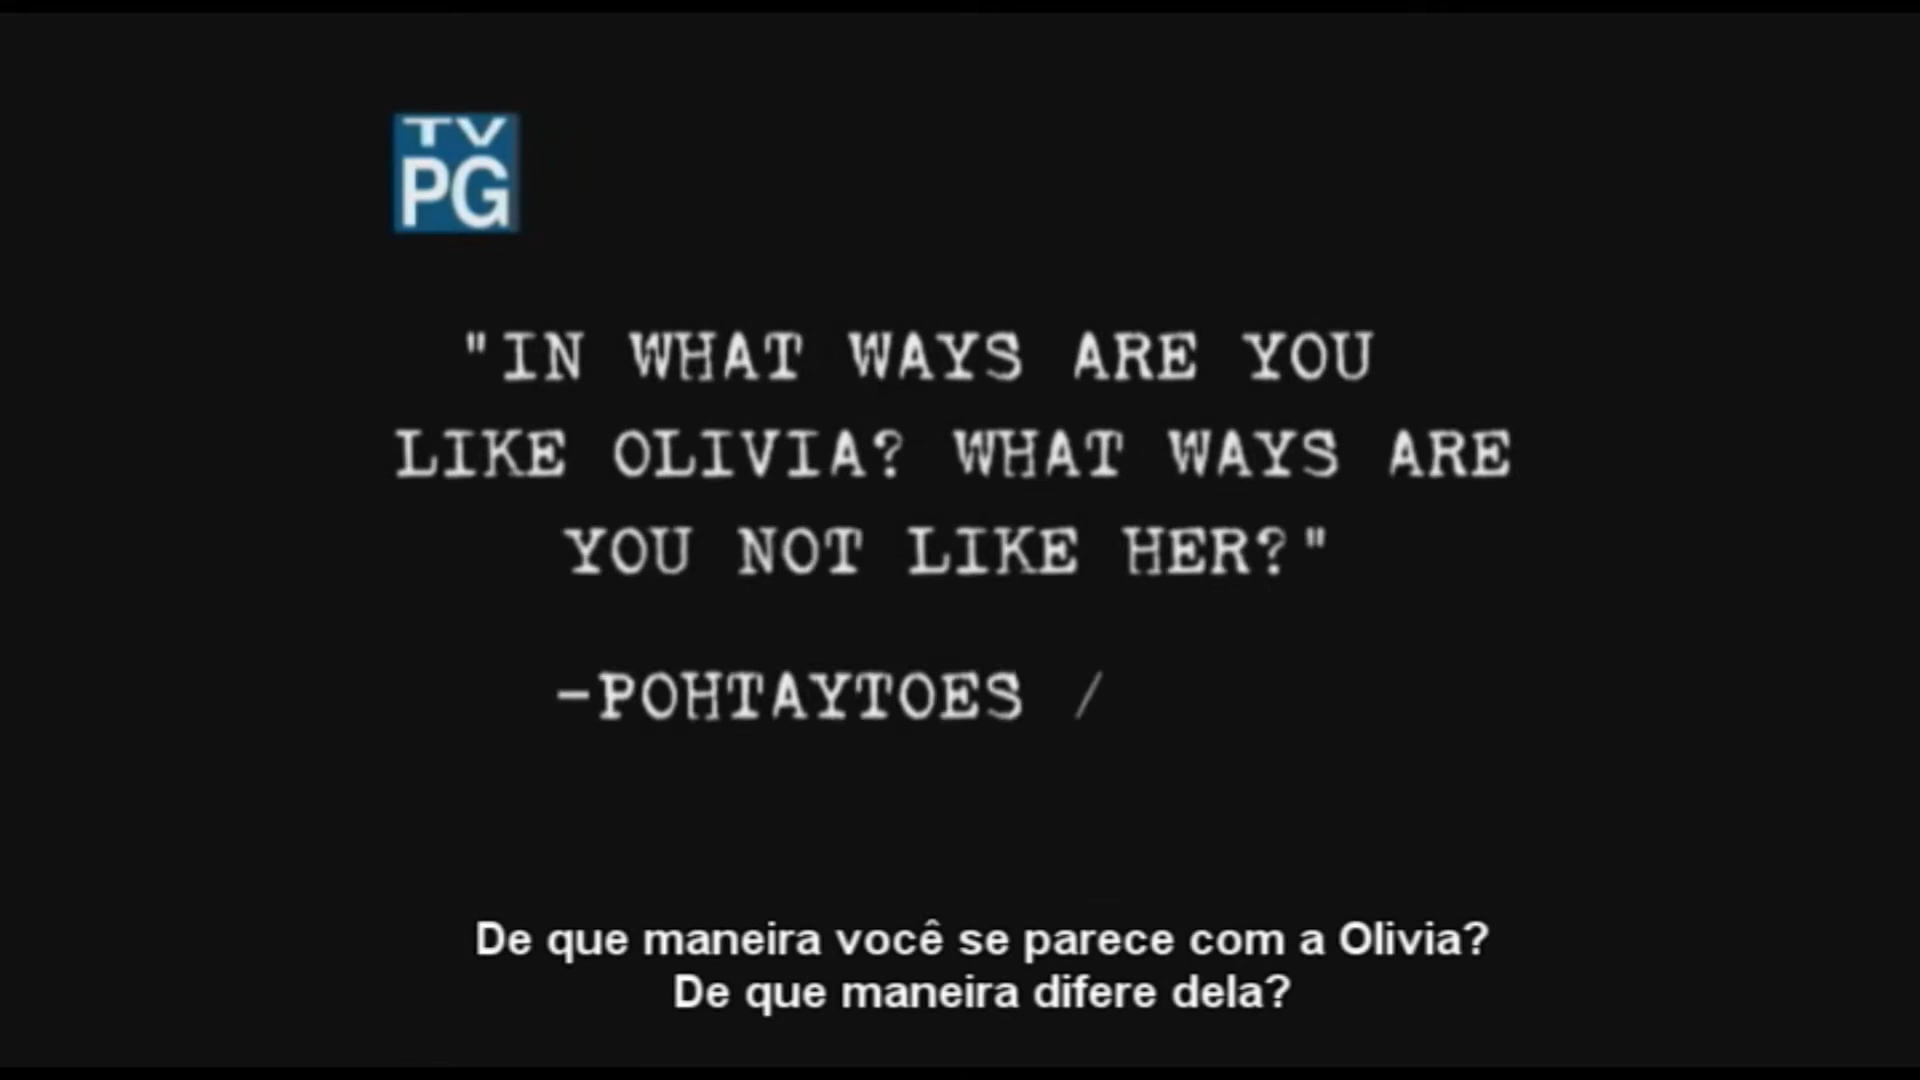 TV
PG
"IN WHAT WAYS ARE YOU
LIKE OLIVIA? WHAT WAYS ARE
YOU NOT LIKE HER?"
-POHTAYTOES /
De que maneira você se parece com a Olivia?
De que maneira difere dela?